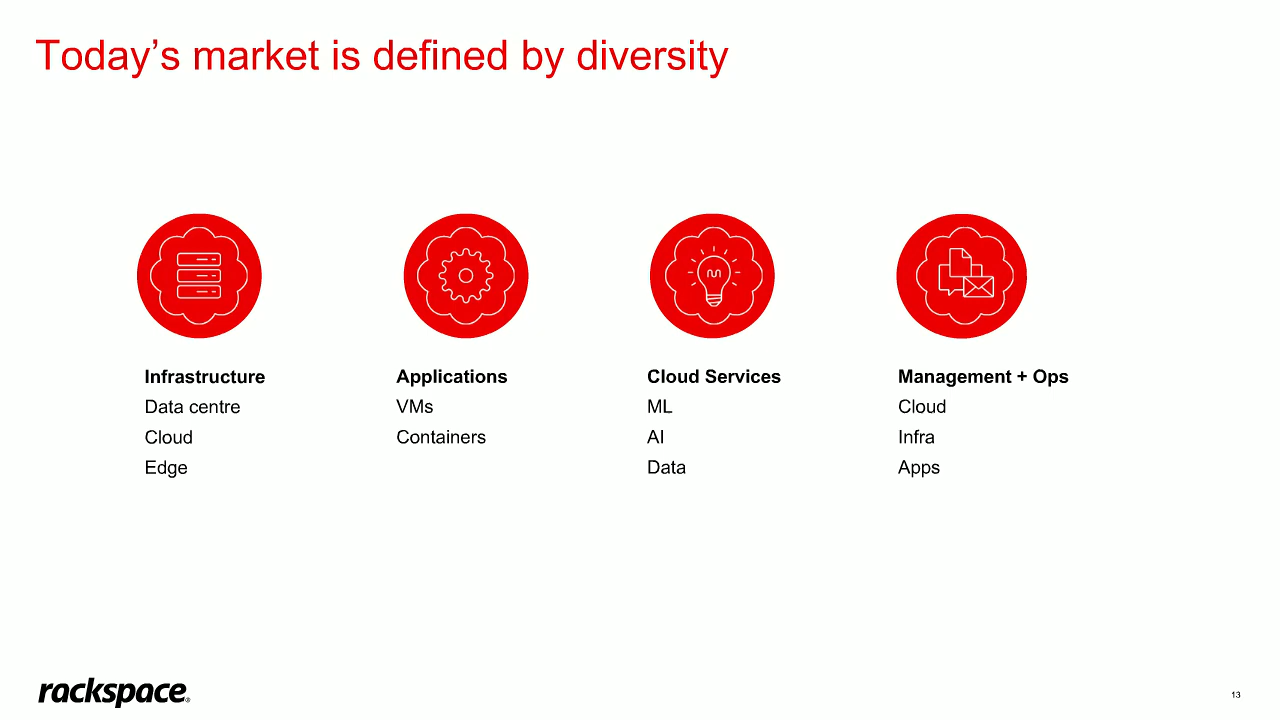 Today’s market is defined by diversity
Infrastructure
Data centre
Cloud
Edge
Applications
VMs
Containers
Cloud Services
ML
AI
Data
Management + Ops
Cloud
Infra
Apps
rackspace®
13